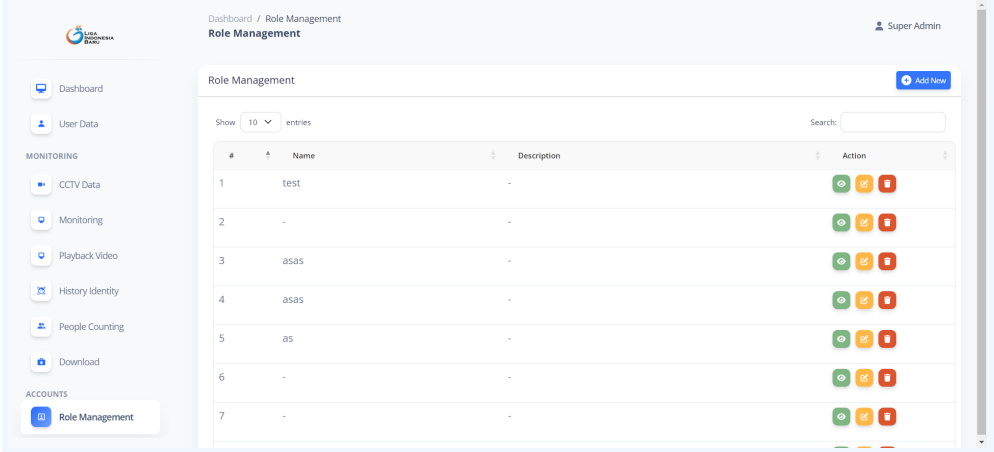 Dashboard / Role Management
Role Management
Super Admin
LIGA
INDONESIA
BARU
Dashboard
User Data
MONITORING
CCTV Data
Monitoring
Playback Video
History Identity
People Counting
Download
ACCOUNTS
Role Management
Role Management
Add New
Show 10 entries
Search:
# Name Description Action
1 test -
2 - -
3 asas -
4 asas -
5 as -
6 - -
7 - -